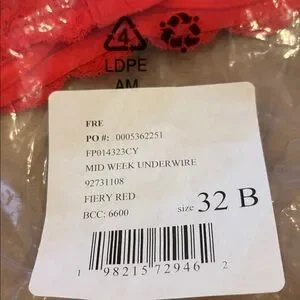 4
LDPE
AM
FRE
PO #: 0005362251
FP014323CY
MID WEEK UNDERWIRE
92731108
FIERY RED
BCC: 6600
size 32 B
1 98215 72946 2